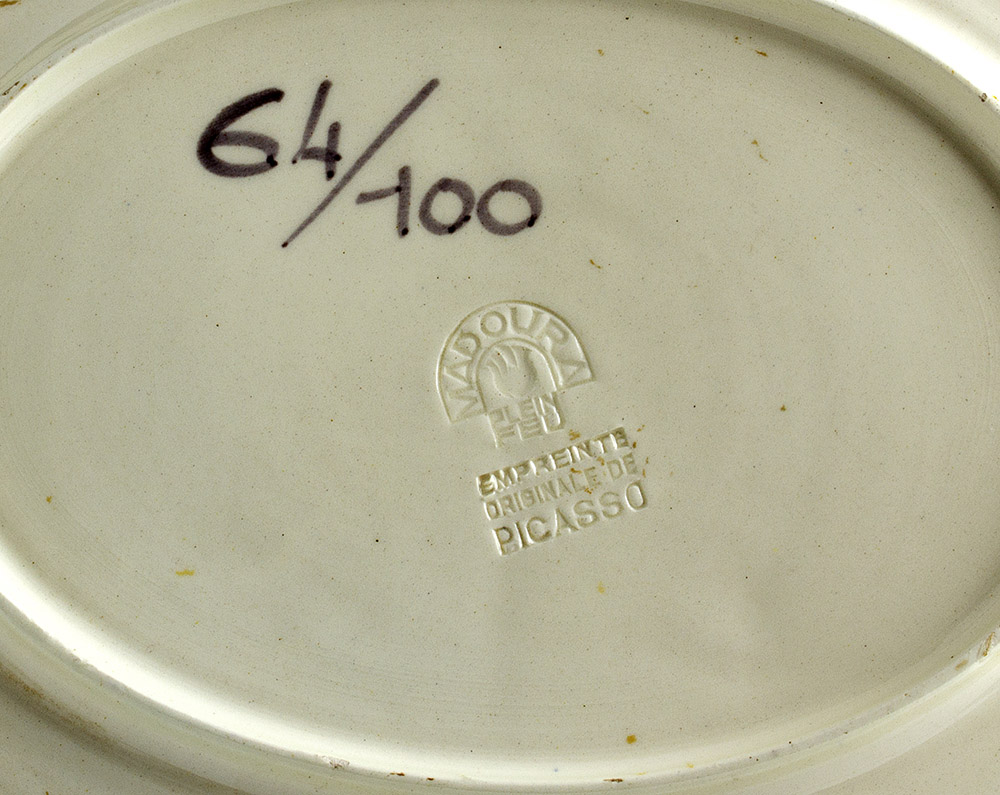 64/100
MADOURA
PLEIN
FEU
EMPREINTE
ORIGINALE DE
PICASSO